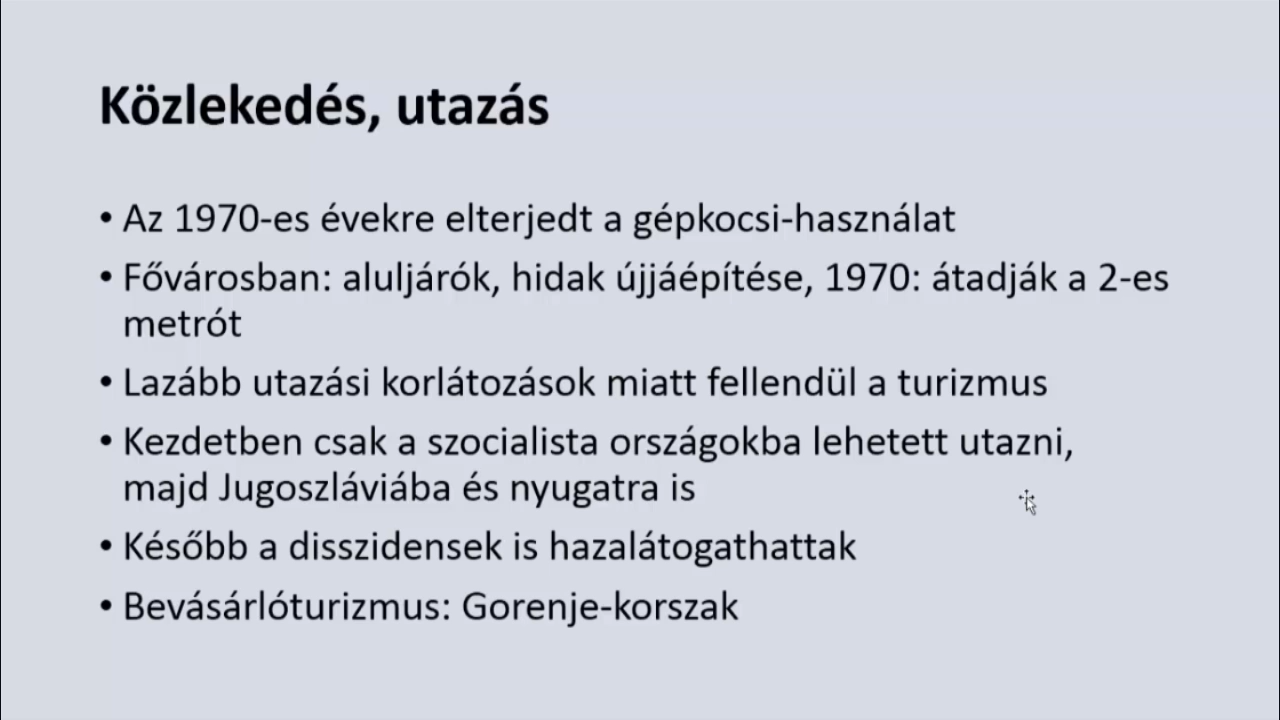 Közlekedés, utazás
• Az 1970-es évekre elterjedt a gépkocsi-használat
• Fővárosban: aluljárók, hidak újjáépítése, 1970: átadják a 2-es
metrót
• Lazább utazási korlátozások miatt fellendül a turizmus
• Kezdetben csak a szocialista országokba lehetett utazni,
majd Jugoszláviába és nyugatra is
• Később a disszidensek is hazalátogathattak
• Bevásárlóturizmus: Gorenje-korszak